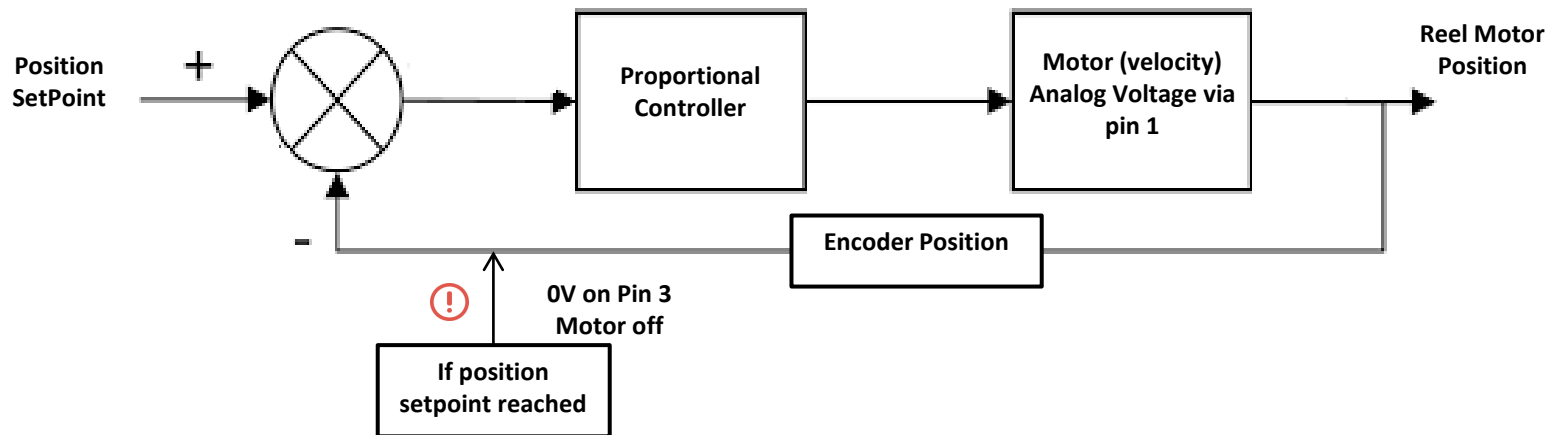 Position
SetPoint
+
Proportional
Controller
Motor (velocity)
Analog Voltage via
pin 1
Reel Motor
Position
-
Encoder Position
!
0V on Pin 3
Motor off
If position
setpoint reached